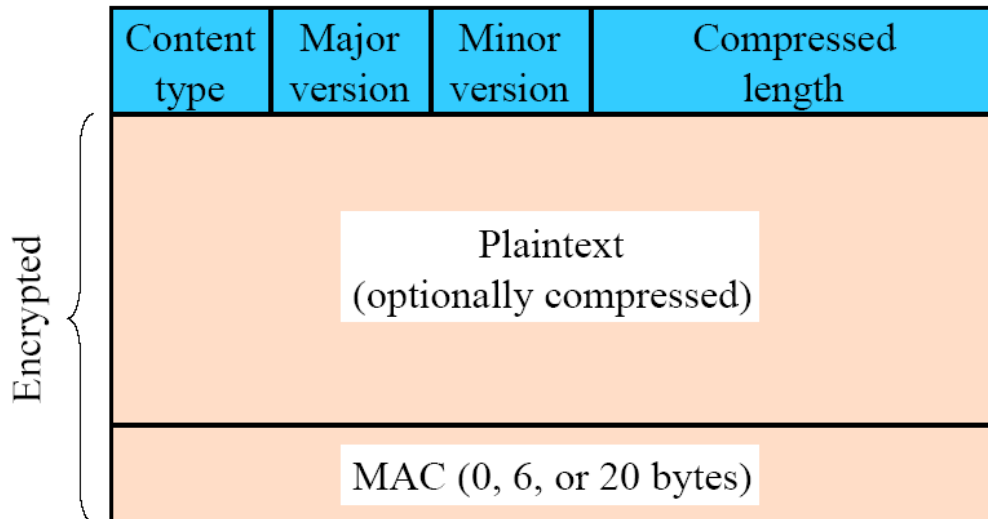 Content type
Major version
Minor version
Compressed length
Encrypted
Plaintext
(optionally compressed)
MAC (0, 6, or 20 bytes)